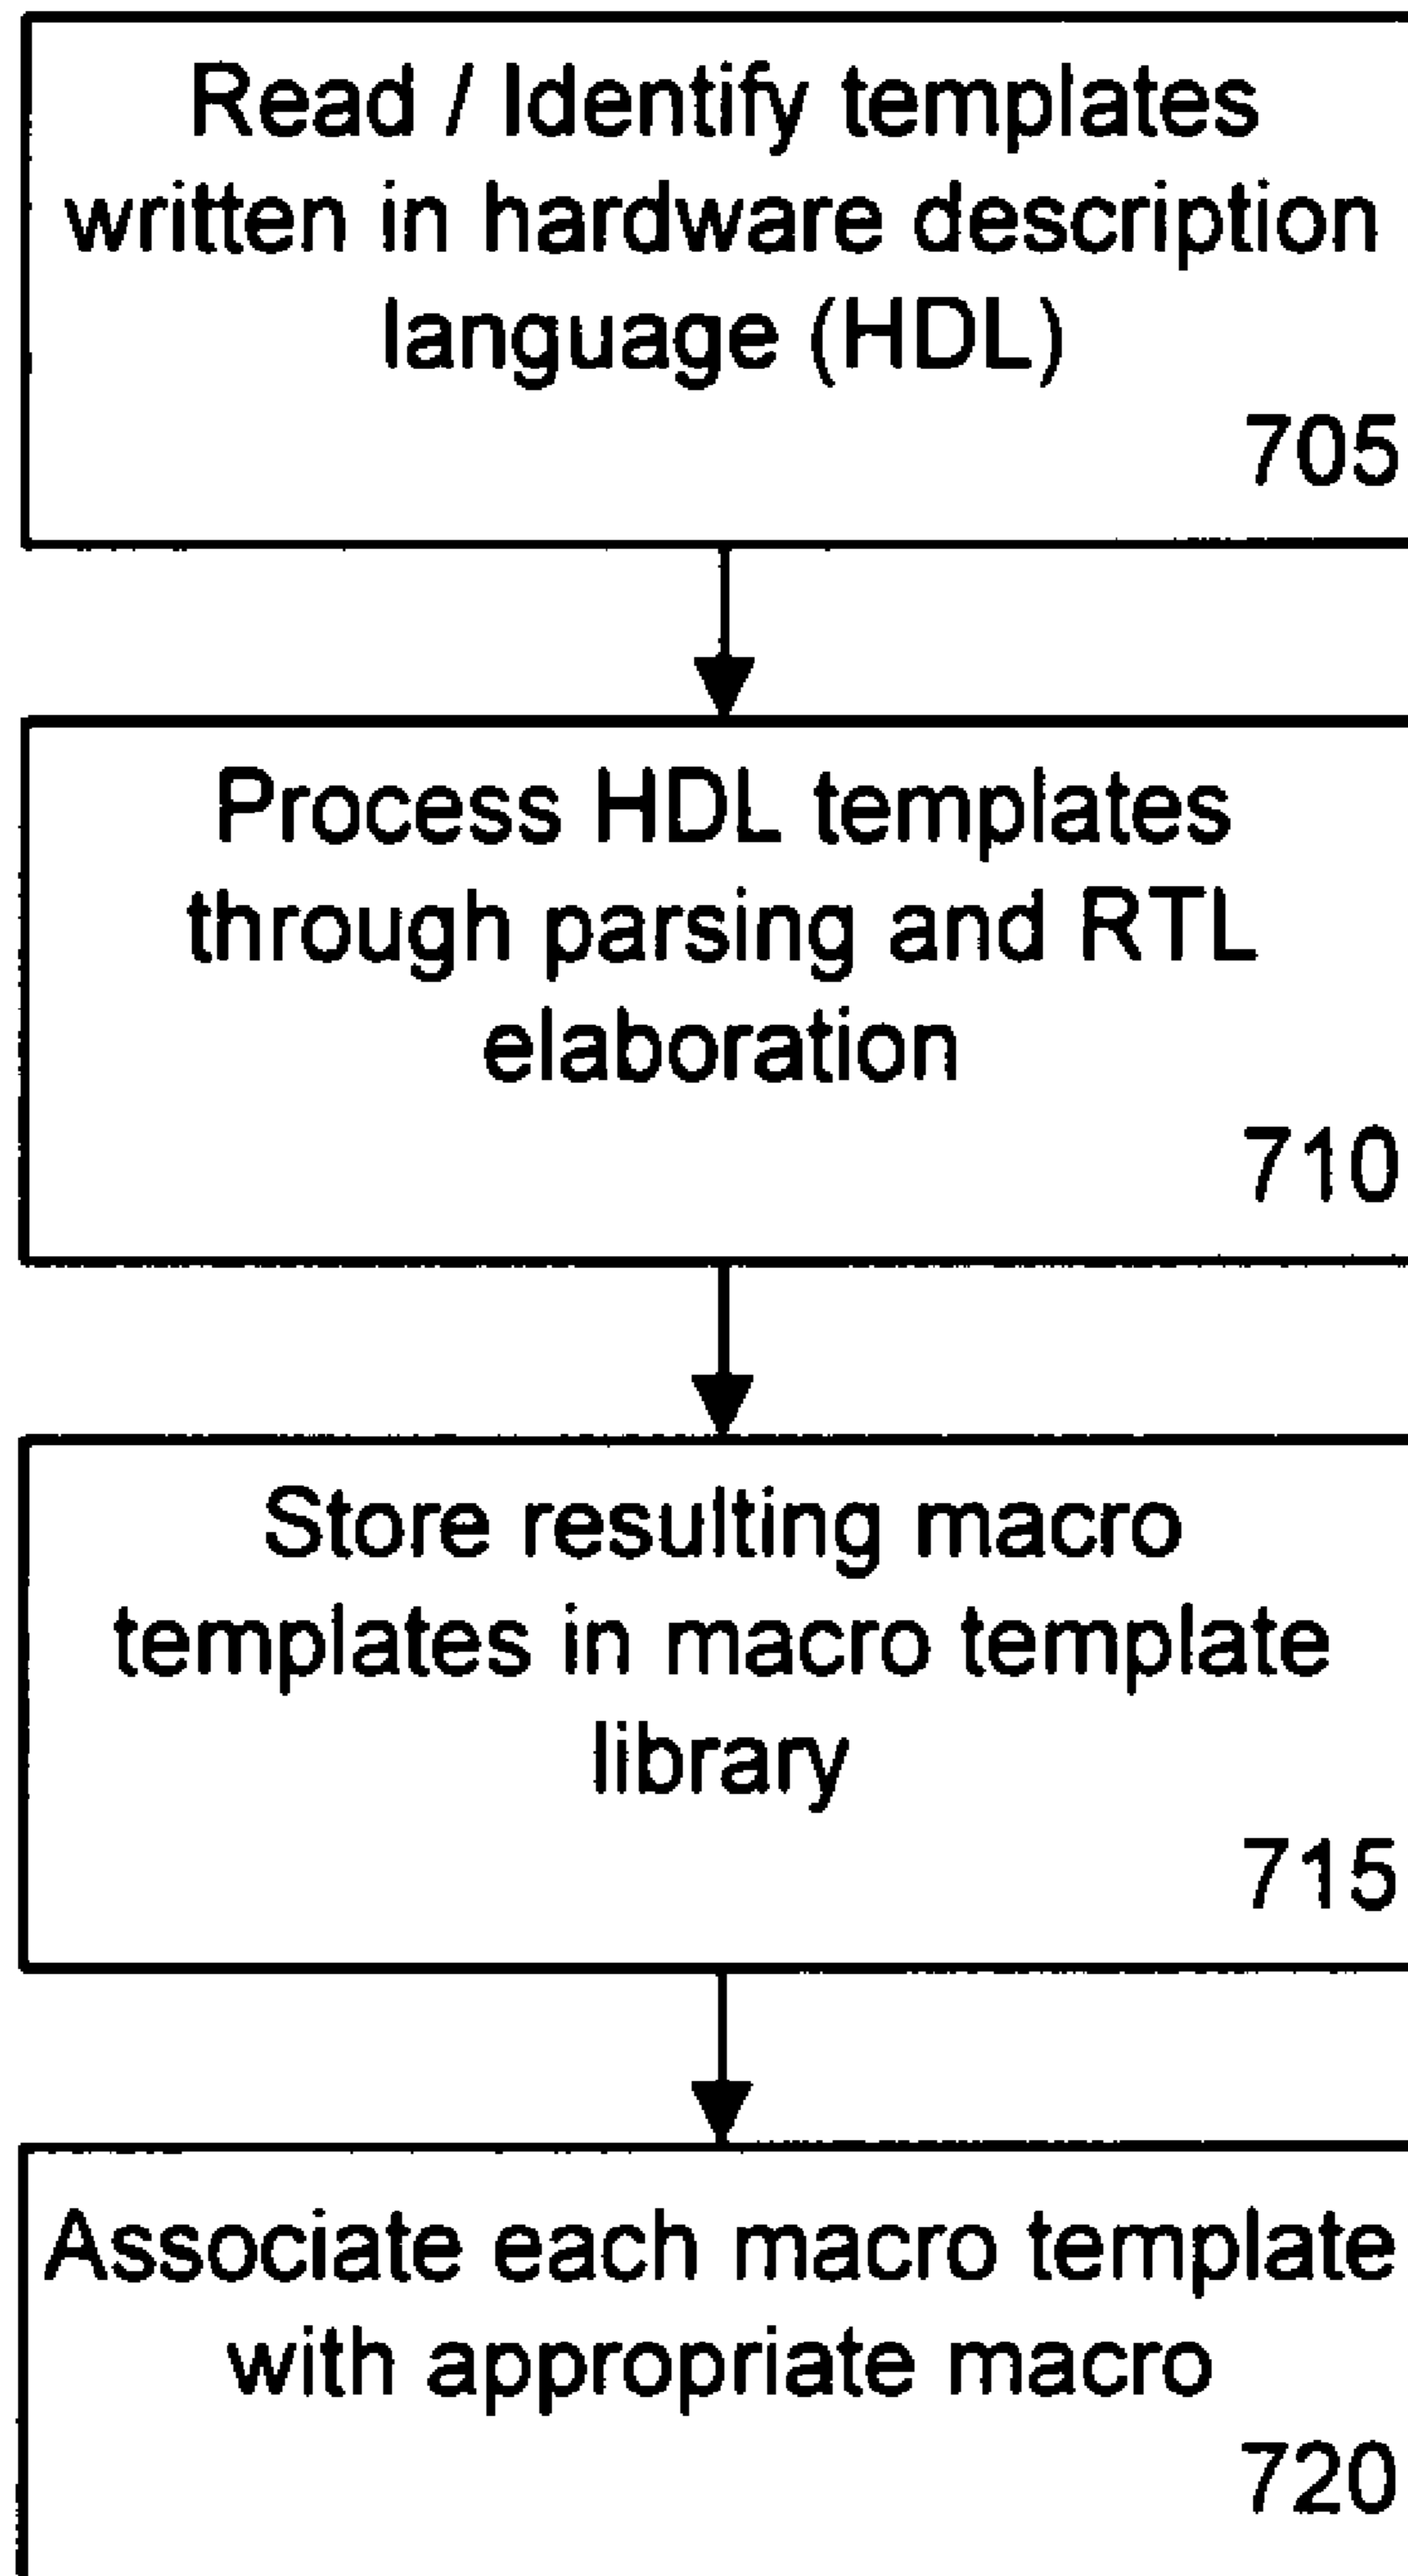 Read / Identify templates
written in hardware description
language (HDL)
705
Process HDL templates
through parsing and RTL
elaboration
710
Store resulting macro
templates in macro template
library
715
Associate each macro template
with appropriate macro
720